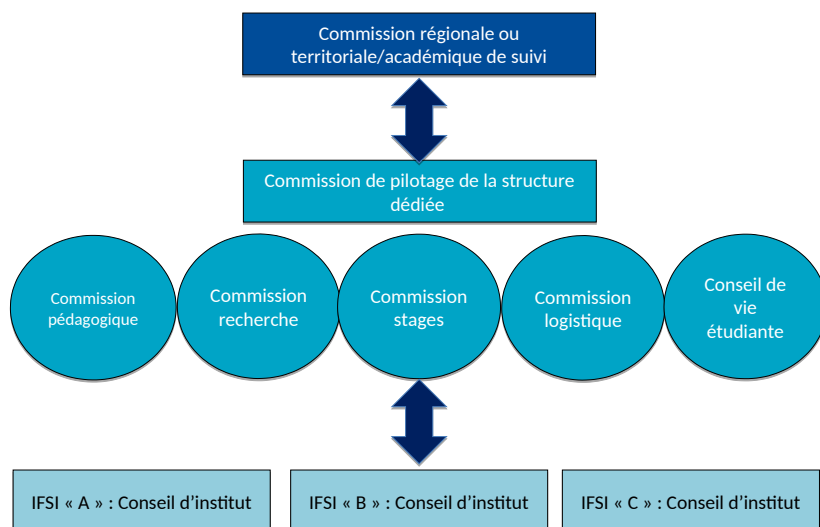 Commission régionale ou
territoriale/académique de suivi
Commission de pilotage de la structure
dédiée
Commission
pédagogique
Commission
recherche
Commission
stages
Commission
logistique
Conseil de
vie
étudiante
IFSI « A » : Conseil d’institut
IFSI « B » : Conseil d’institut
IFSI « C » : Conseil d’institut